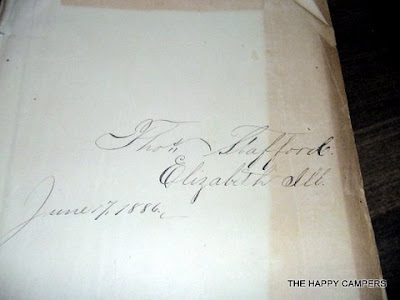 Thos. Stafford.
Elizabeth Ill.
June 17, 1886.
THE HAPPY CAMPERS